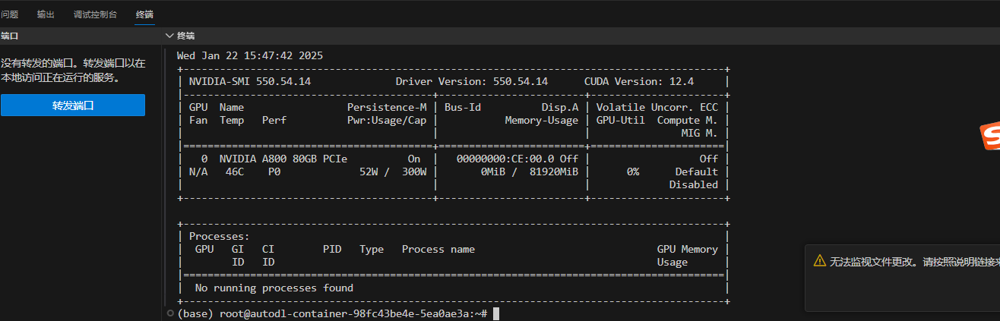 问题 输出 调试控制台 终端
端口
没有转发的端口。转发端口以在
本地访问正在运行的服务。
转发端口
终端
Wed Jan 22 15:47:42 2025
NVIDIA-SMI 550.54.14 Driver Version: 550.54.14 CUDA Version: 12.4
GPU Name Persistence-M | Bus-Id Disp.A | Volatile Uncorr. ECC
Fan Temp Perf Pwr:Usage/Cap | Memory-Usage | GPU-Util Compute M.
MIG M.
0 NVIDIA A800 80GB PCIe On | 00000000:CE:00.0 Off | Off
N/A 46C P0 52W / 300W | 0MiB / 81920MiB | 0% Default
Disabled
Processes:
GPU GI CI PID Type Process name GPU Memory
ID ID Usage
No running processes found
(base) root@autodl-container-98fc43be4e-5ea0ae3a:~#
无法监视文件更改。请按照说明链接来
S